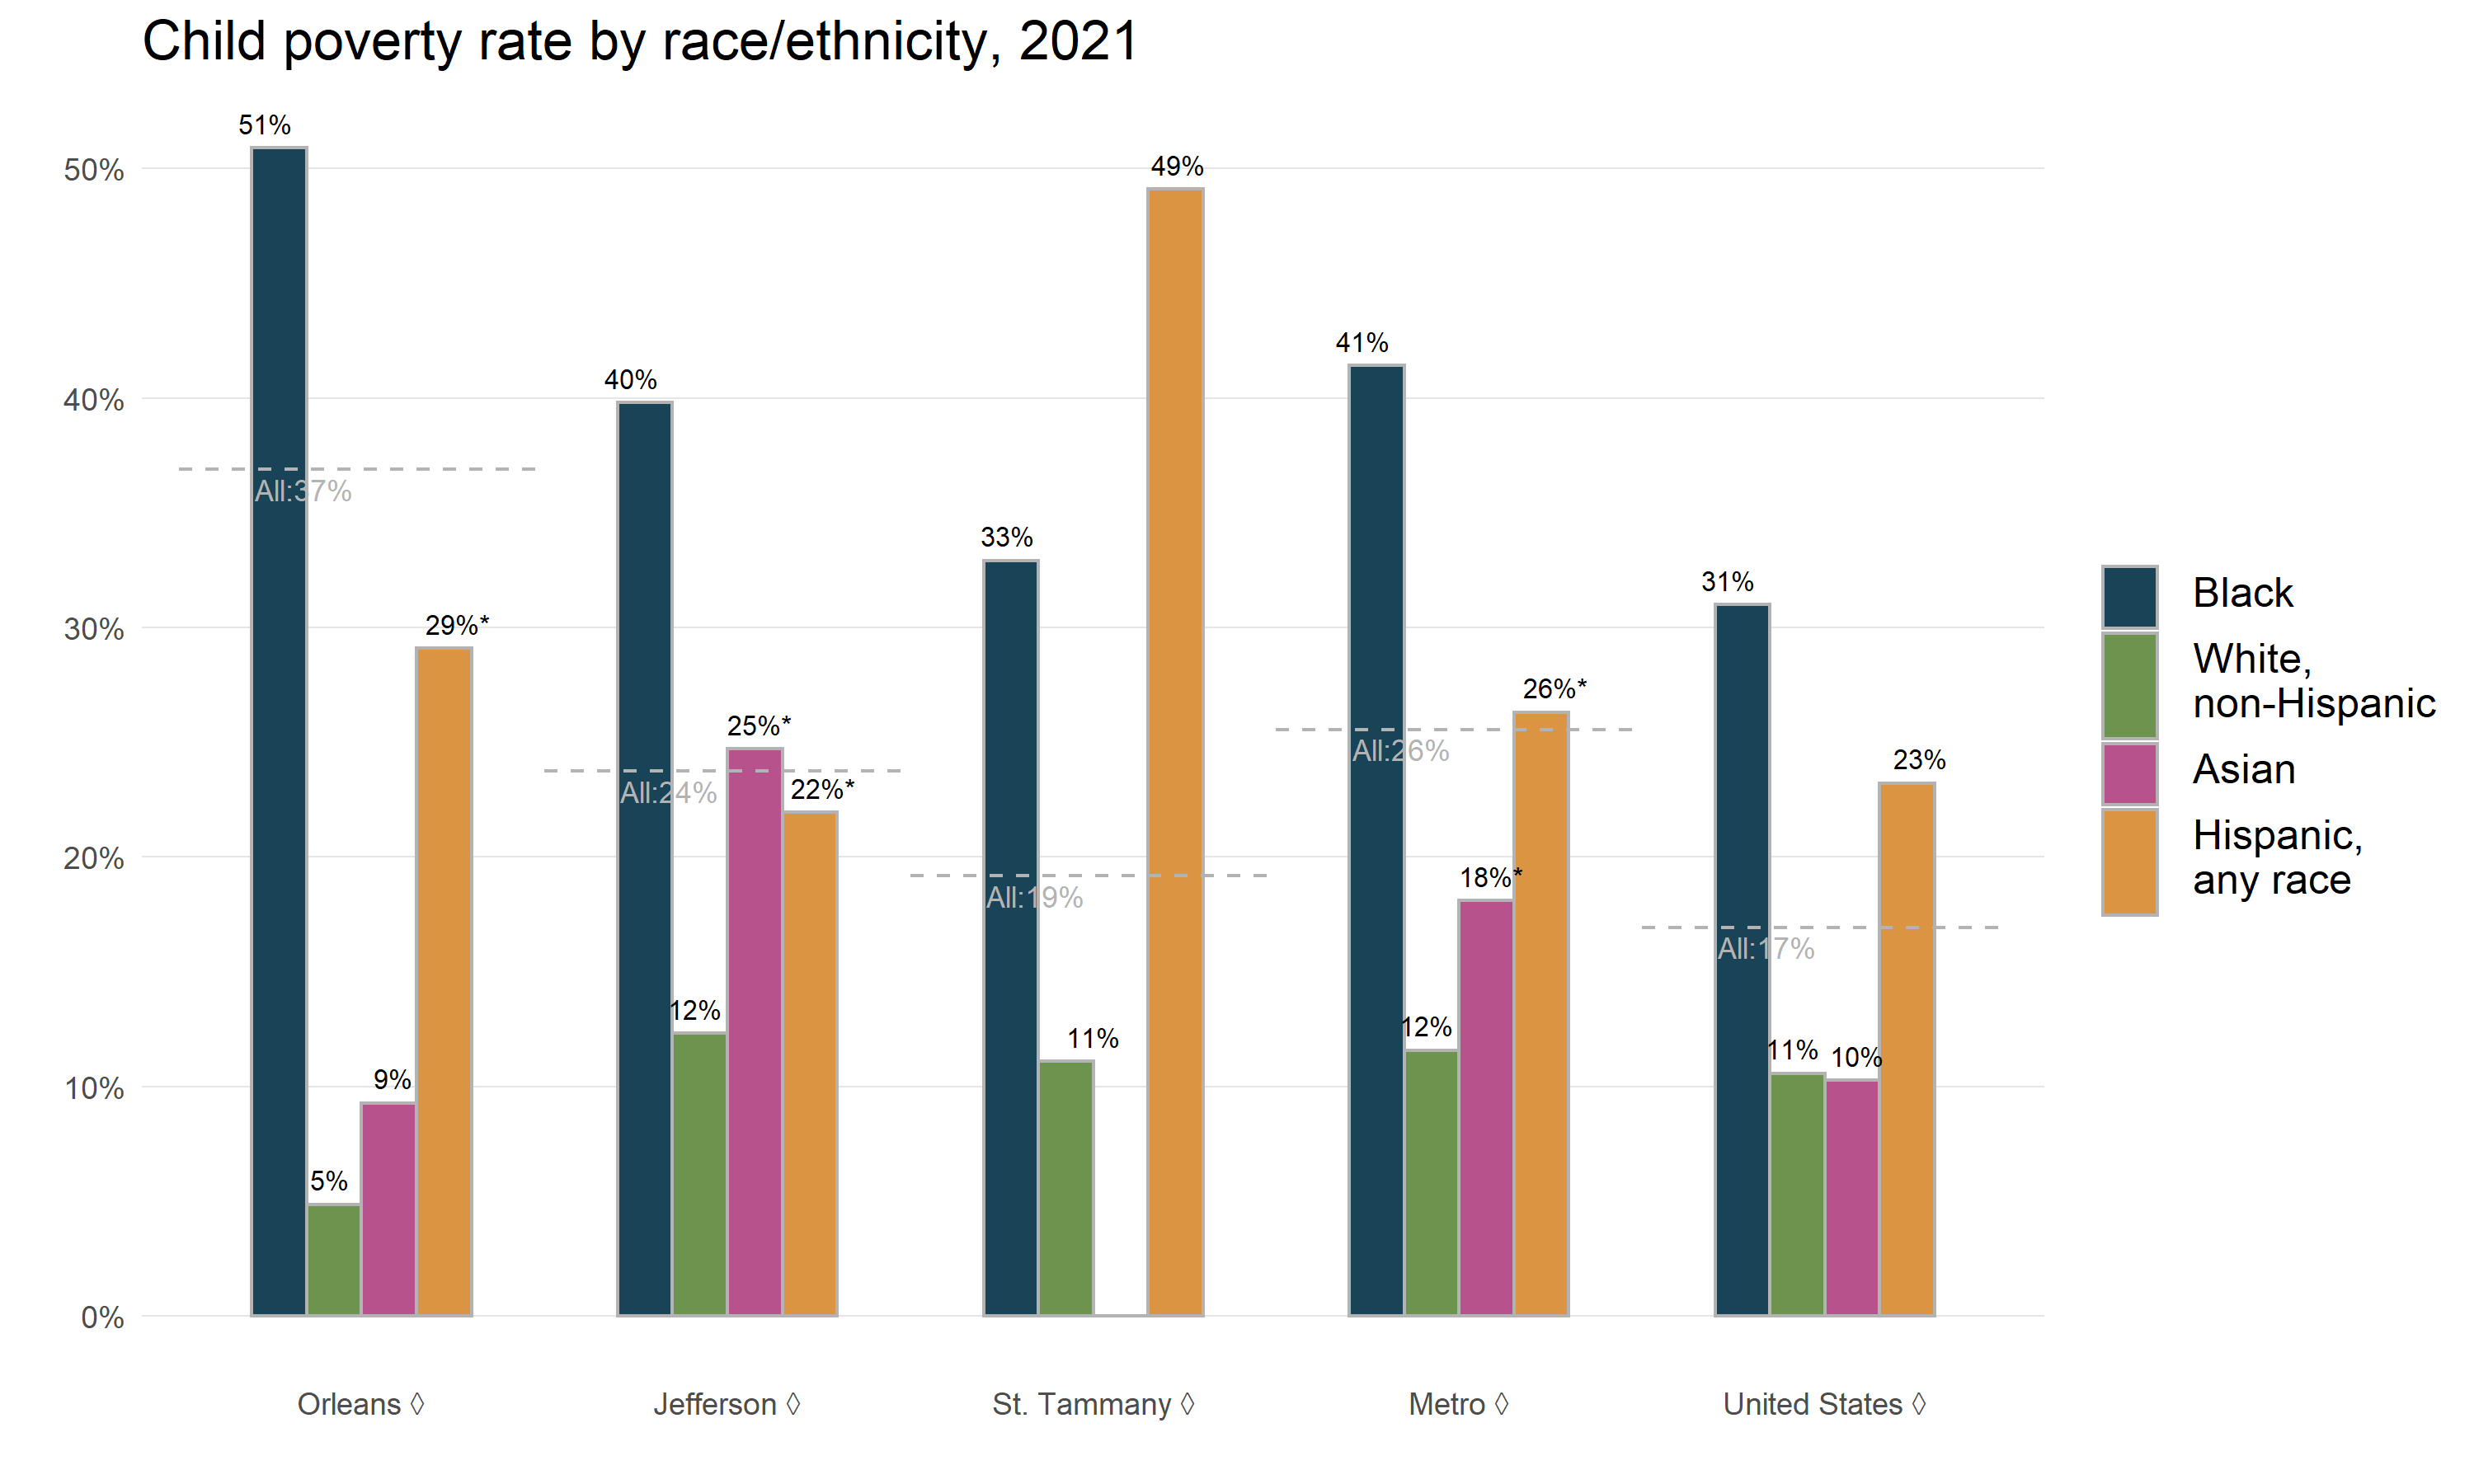 Child poverty rate by race/ethnicity, 2021
51%
50%
49%
41%
40%
40%
All:37%
33%
31%
30%
29%*
26%*
25%*
All:26%
23%
All:24%
22%*
20%
18%*
All:19%
All:17%
12%
12%
11%
11%
10%
10%
9%
5%
0%
Orleans ◊
Jefferson ◊
St. Tammany ◊
Metro ◊
United States ◊
Black
White,
non-Hispanic
Asian
Hispanic,
any race